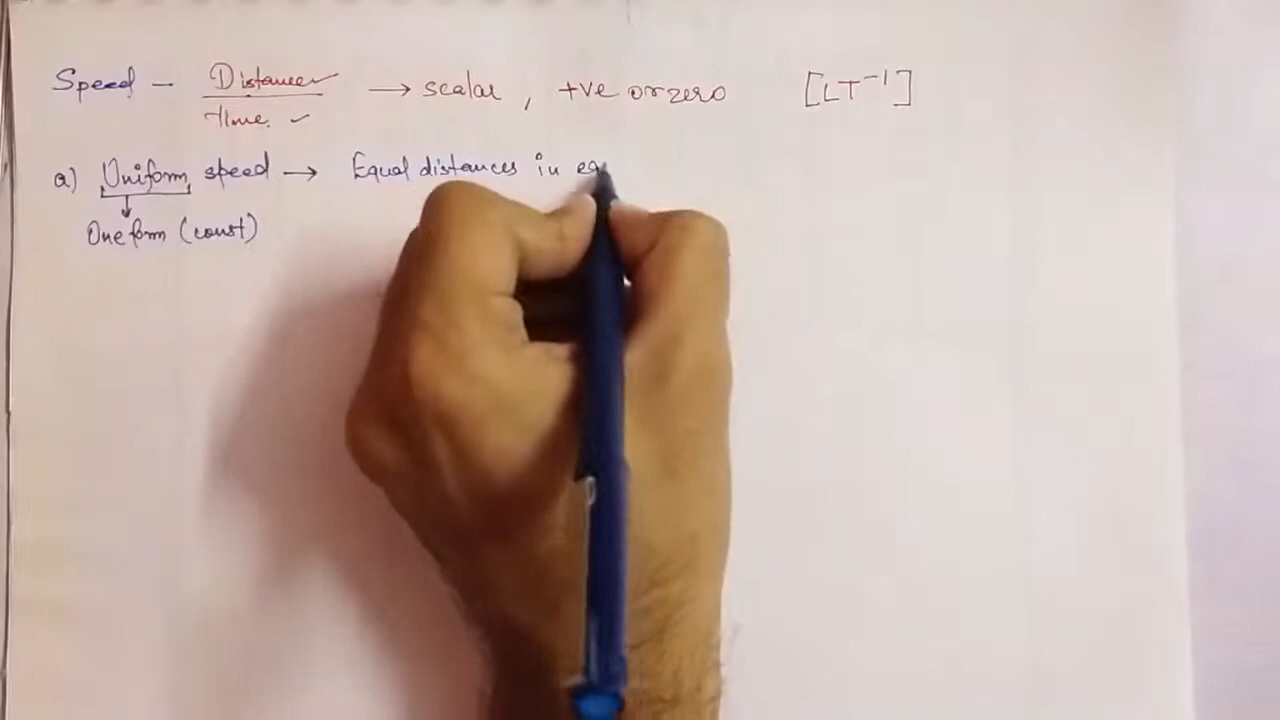 Speed - Distance / Time → scalar, +ve or zero [LT⁻¹]
a) Uniform speed → Equal distances in eq
One form (const)